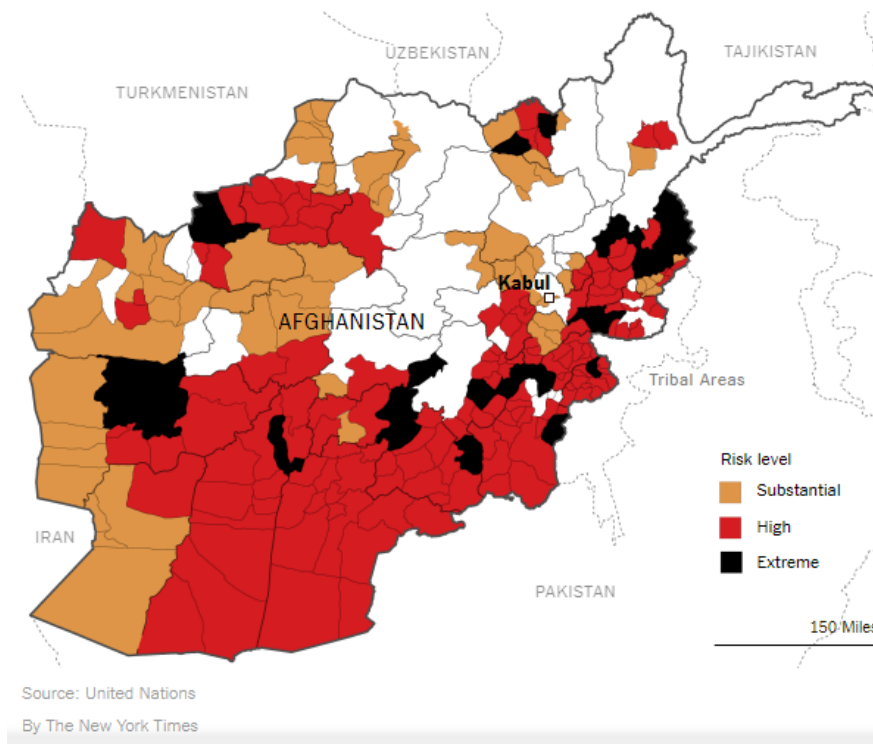 ÜZBEKISTAN
TAJIKISTAN
TURKMENISTAN
Kabul
AFGHANISTAN
Tribal Areas
Risk level
Substantial
High
Extreme
IRAN
PAKISTAN
150 Miles
Source: United Nations
By The New York Times